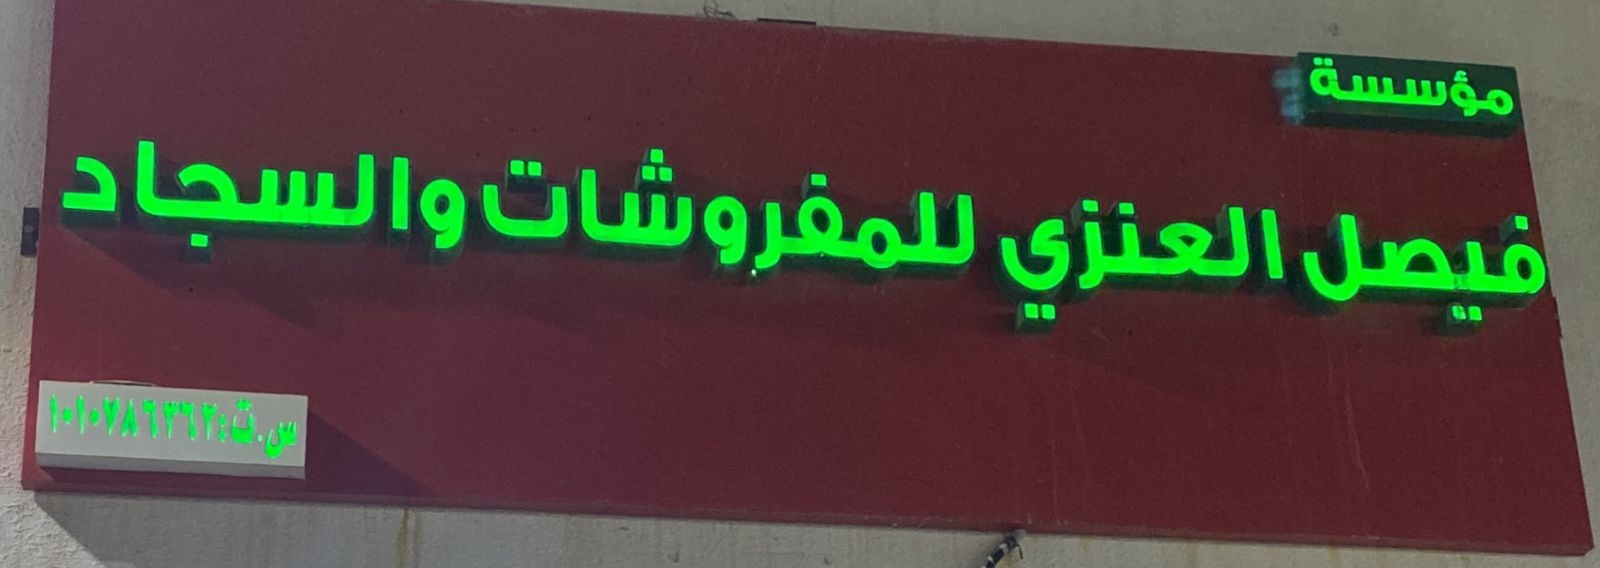 مؤسسة
فيصل العنزي للمفروشات والسجاد
س.ت:١٠١٠٧٨٦٣٦٢